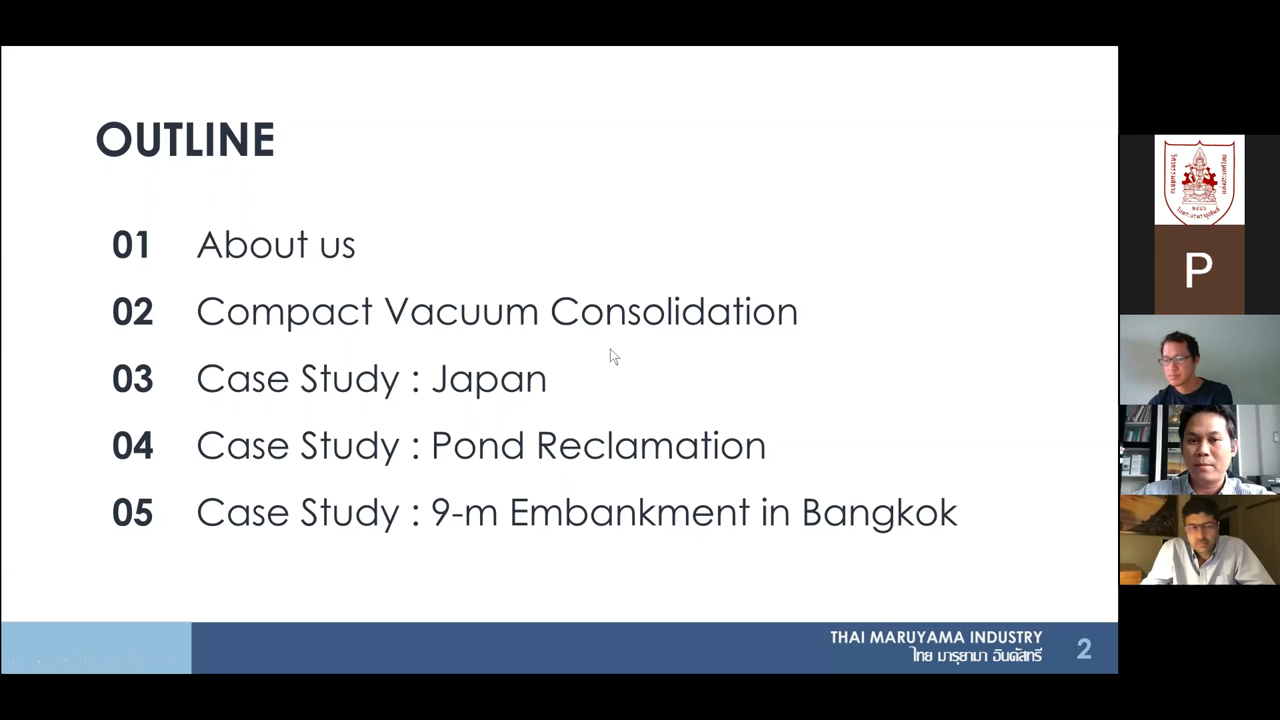 OUTLINE
01 About us
02 Compact Vacuum Consolidation
03 Case Study : Japan
04 Case Study : Pond Reclamation
05 Case Study : 9-m Embankment in Bangkok
THAI MARUYAMA INDUSTRY
ไทย มารุยามา อินดัสทรี
2
P